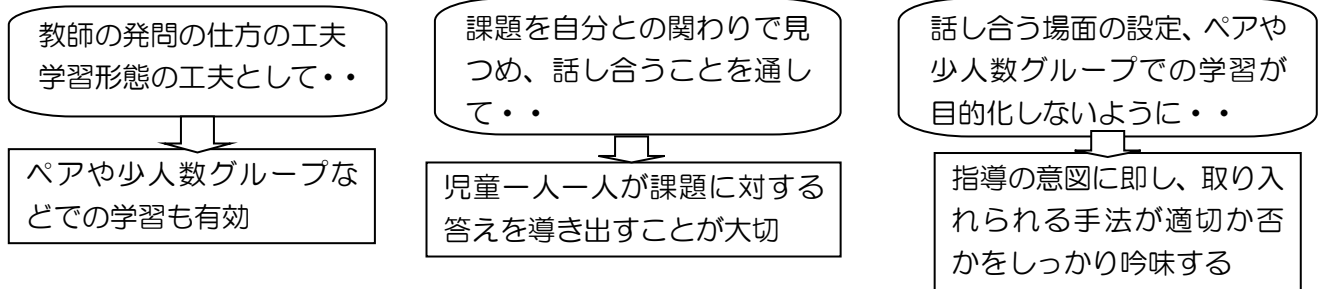 教師の発問の仕方の工夫
学習形態の工夫として・・
ペアや少人数グループな
どでの学習も有効
課題を自分との関わりで見
つめ、話し合うことを通し
て・・
児童一人一人が課題に対する
答えを導き出すことが大切
話し合う場面の設定、ペアや
少人数グループでの学習が
目的化しないように・・
指導の意図に即し、取り入
れられる手法が適切か否
かをしっかり吟味する